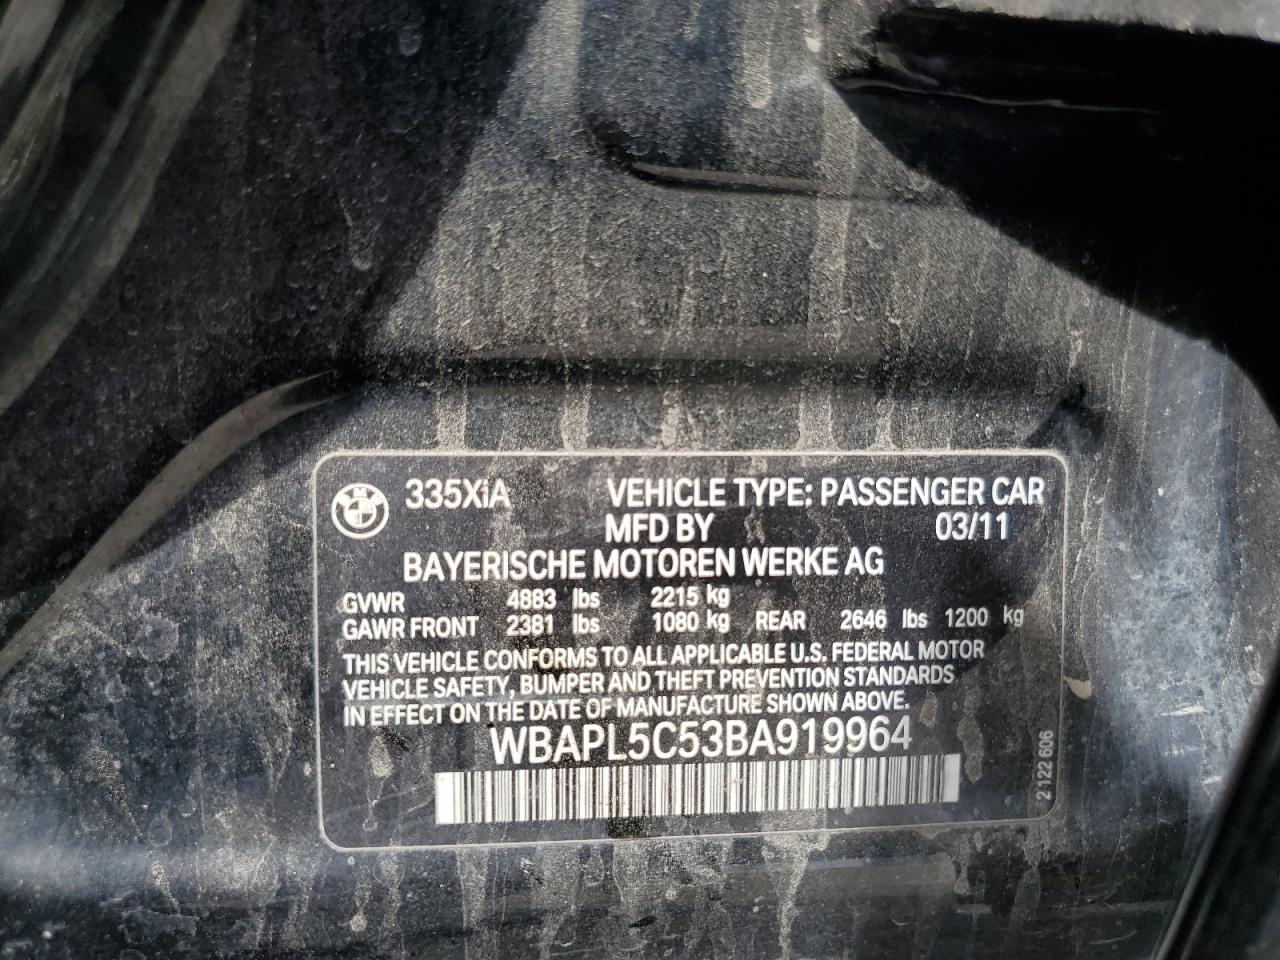 335XiA VEHICLE TYPE: PASSENGER CAR
MFD BY 03/11
BAYERISCHE MOTOREN WERKE AG
GVWR 4883 lbs 2215 kg
GAWR FRONT 2381 lbs 1080 kg REAR 2646 lbs 1200 kg
THIS VEHICLE CONFORMS TO ALL APPLICABLE U.S. FEDERAL MOTOR
VEHICLE SAFETY, BUMPER AND THEFT PREVENTION STANDARDS
IN EFFECT ON THE DATE OF MANUFACTURE SHOWN ABOVE.
WBAPL5C53BA919964
2 122 606